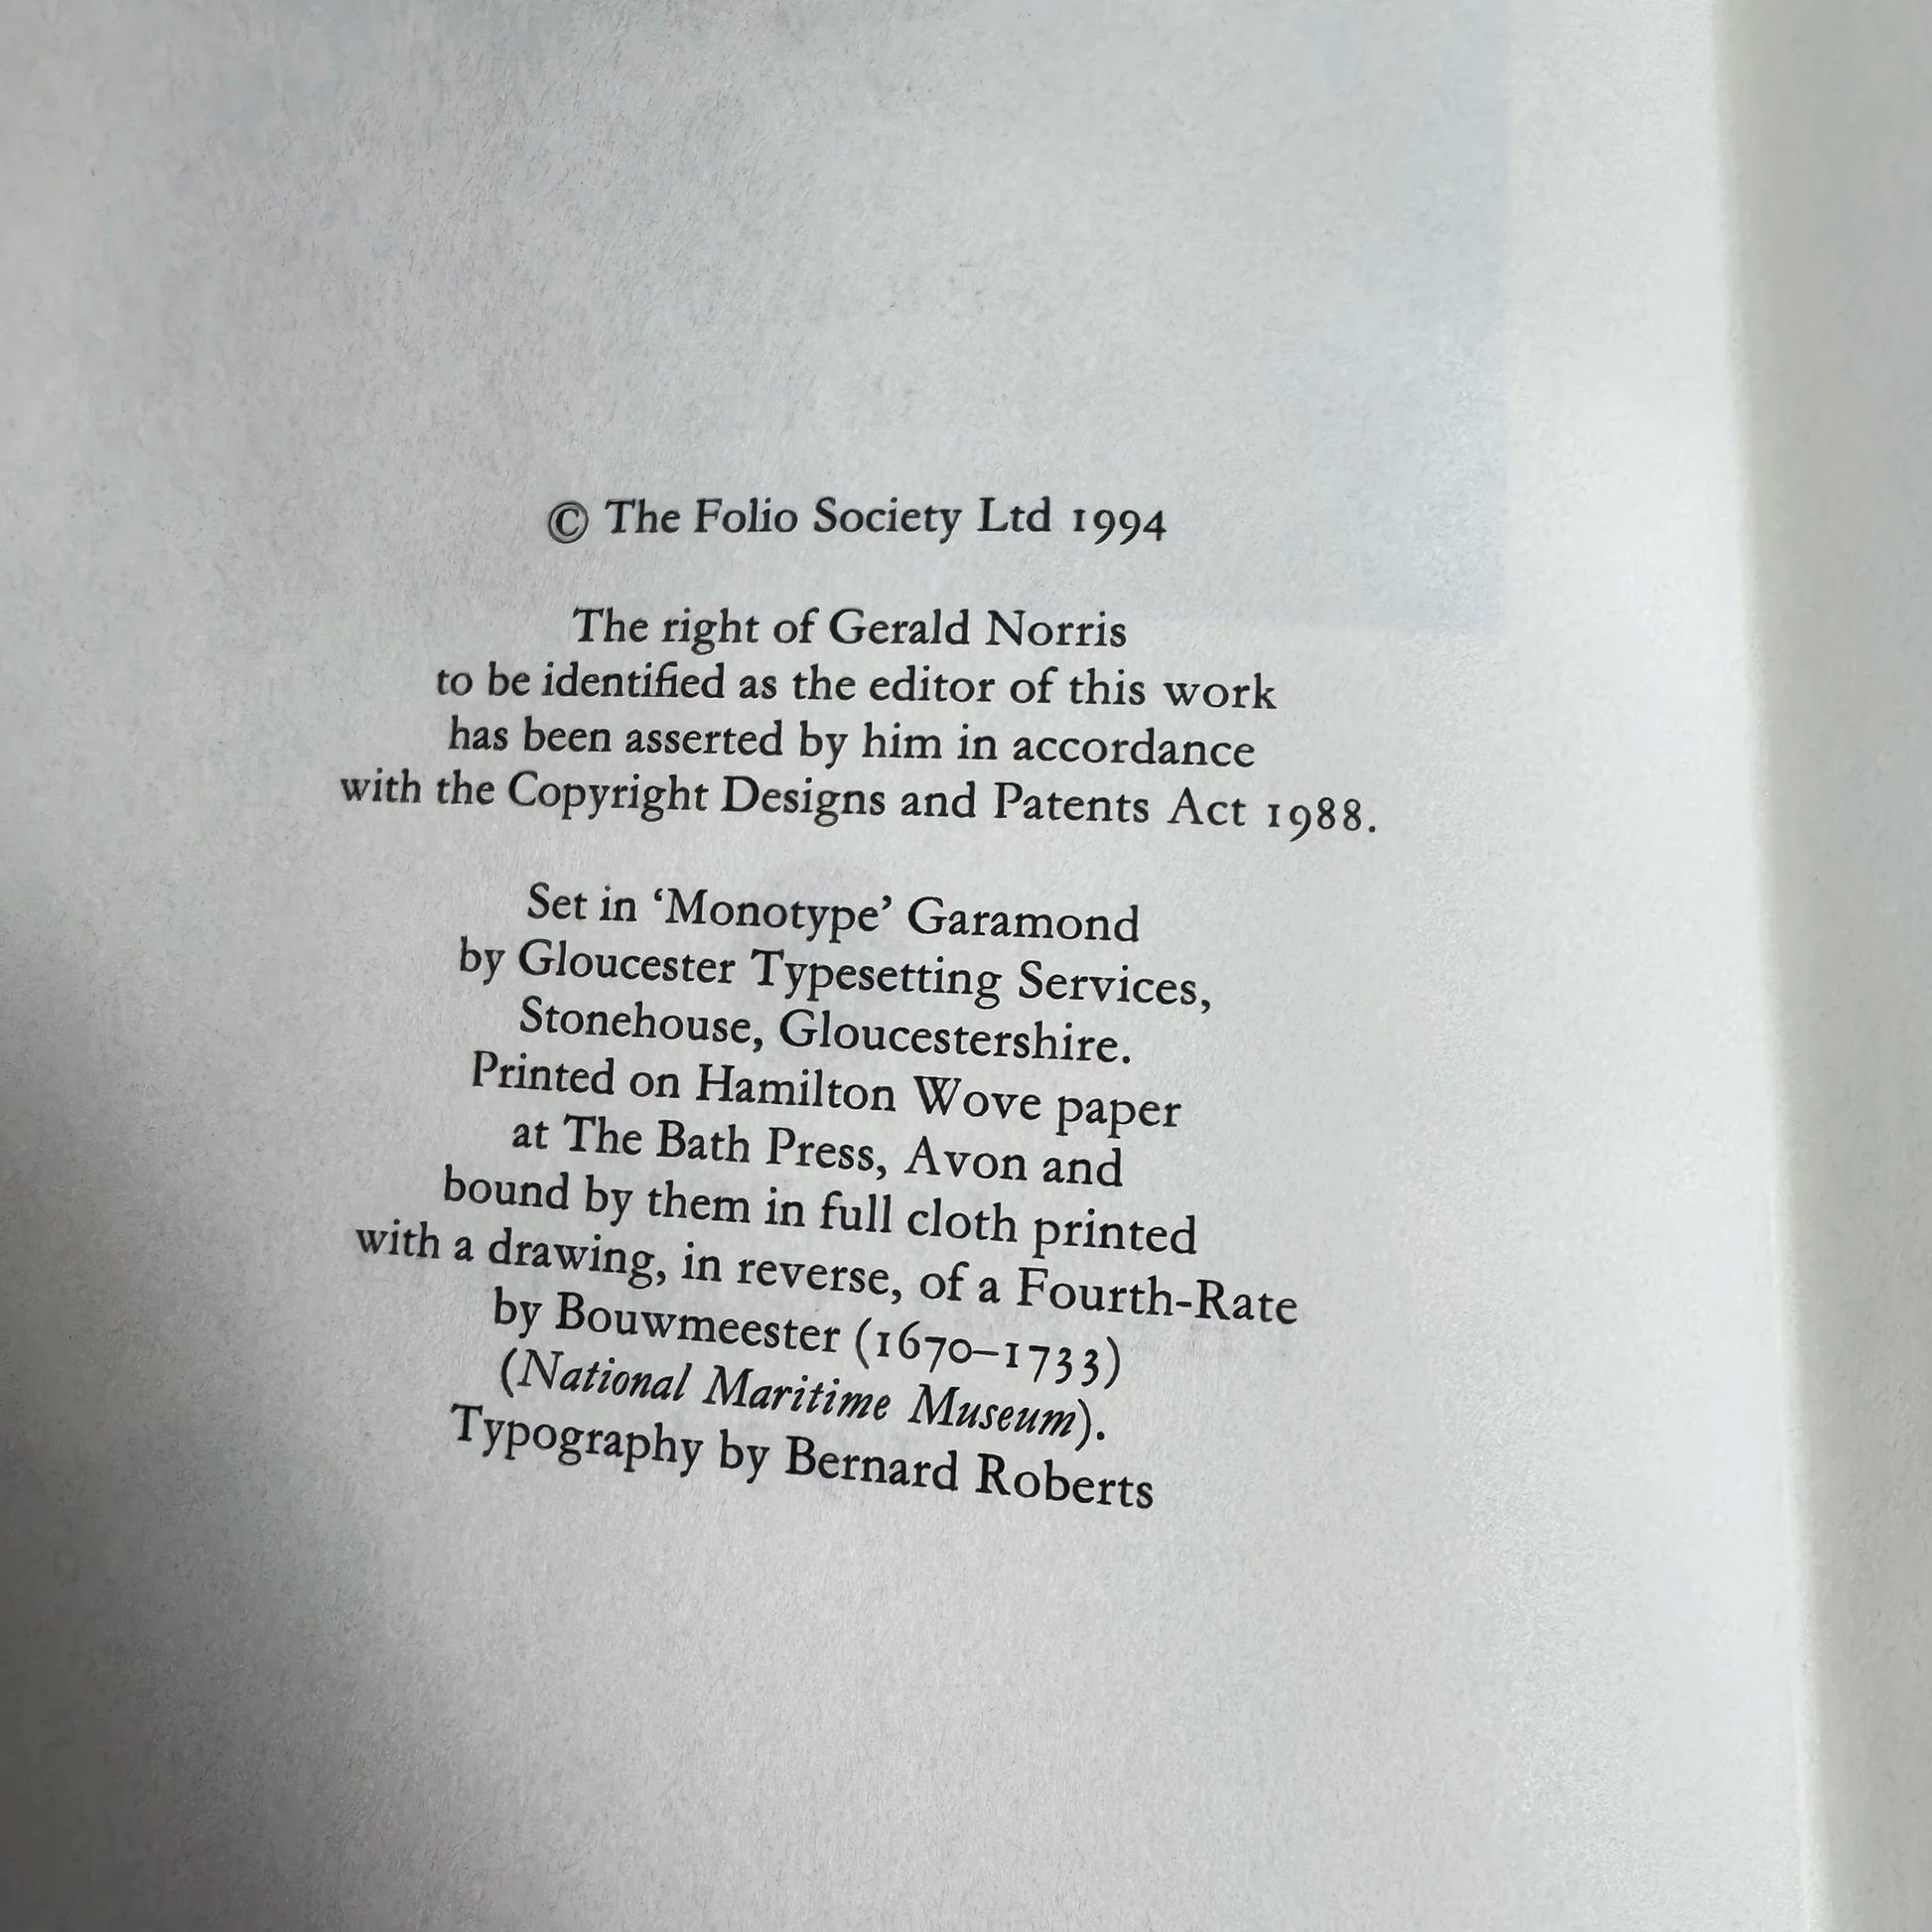 © The Folio Society Ltd 1994
The right of Gerald Norris
to be identified as the editor of this work
has been asserted by him in accordance
with the Copyright Designs and Patents Act 1988.
Set in ‘Monotype’ Garamond
by Gloucester Typesetting Services,
Stonehouse, Gloucestershire.
Printed on Hamilton Wove paper
at The Bath Press, Avon and
bound by them in full cloth printed
with a drawing, in reverse, of a Fourth-Rate
by Bouwmeester (1670–1733)
(National Maritime Museum).
Typography by Bernard Roberts